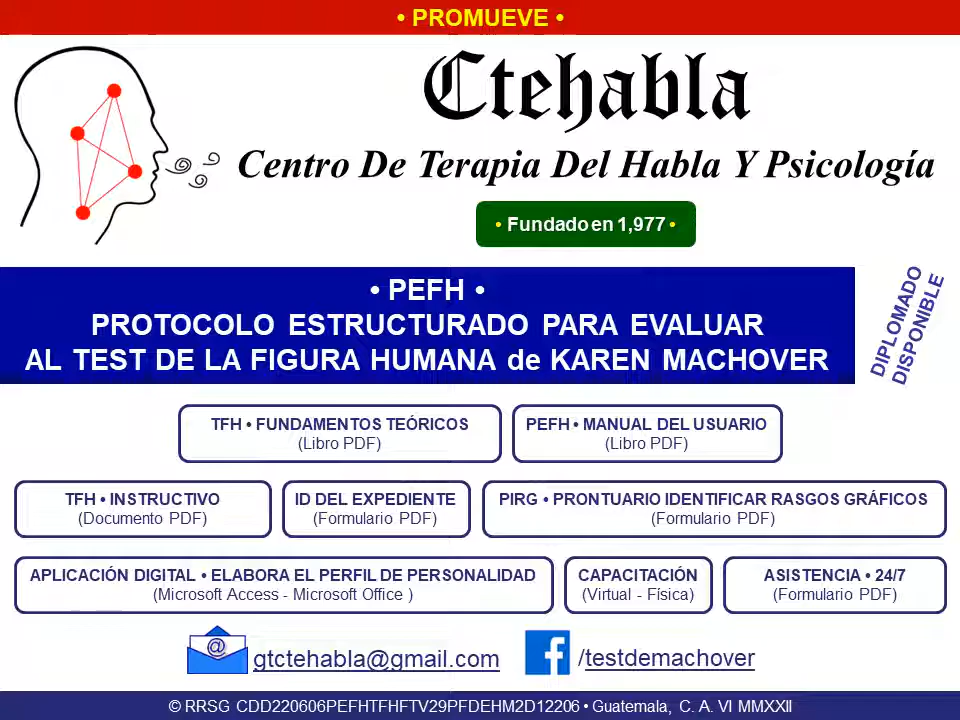 • PROMUEVE •
Ctehabla
Centro De Terapia Del Habla Y Psicología
• Fundado en 1,977 •
• PEFH •
PROTOCOLO ESTRUCTURADO PARA EVALUAR
AL TEST DE LA FIGURA HUMANA de KAREN MACHOVER
DIPLOMADO
DISPONIBLE
TFH • FUNDAMENTOS TEÓRICOS
(Libro PDF)
PEFH • MANUAL DEL USUARIO
(Libro PDF)
TFH • INSTRUCTIVO
(Documento PDF)
ID DEL EXPEDIENTE
(Formulario PDF)
PIRG • PRONTUARIO IDENTIFICAR RASGOS GRÁFICOS
(Formulario PDF)
APLICACIÓN DIGITAL • ELABORA EL PERFIL DE PERSONALIDAD
(Microsoft Access - Microsoft Office )
CAPACITACIÓN
(Virtual - Física)
ASISTENCIA • 24/7
(Formulario PDF)
@
gtctehabla@gmail.com
f
/testdemachover
© RRSG CDD220606PEFHTFHFTV29PFDEHM2D12206 • Guatemala, C. A. VI MMXXII